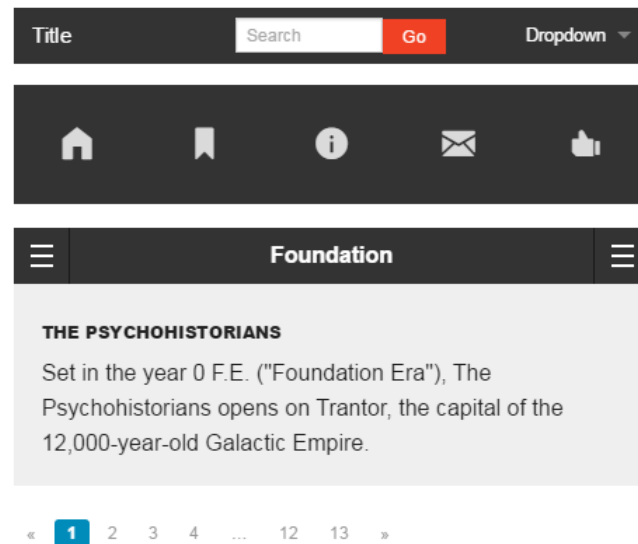 Title Search Go Dropdown
Foundation
THE PSYCHOHISTORIANS
Set in the year 0 F.E. ("Foundation Era"), The
Psychohistorians opens on Trantor, the capital of the
12,000-year-old Galactic Empire.
« 1 2 3 4 ... 12 13 »